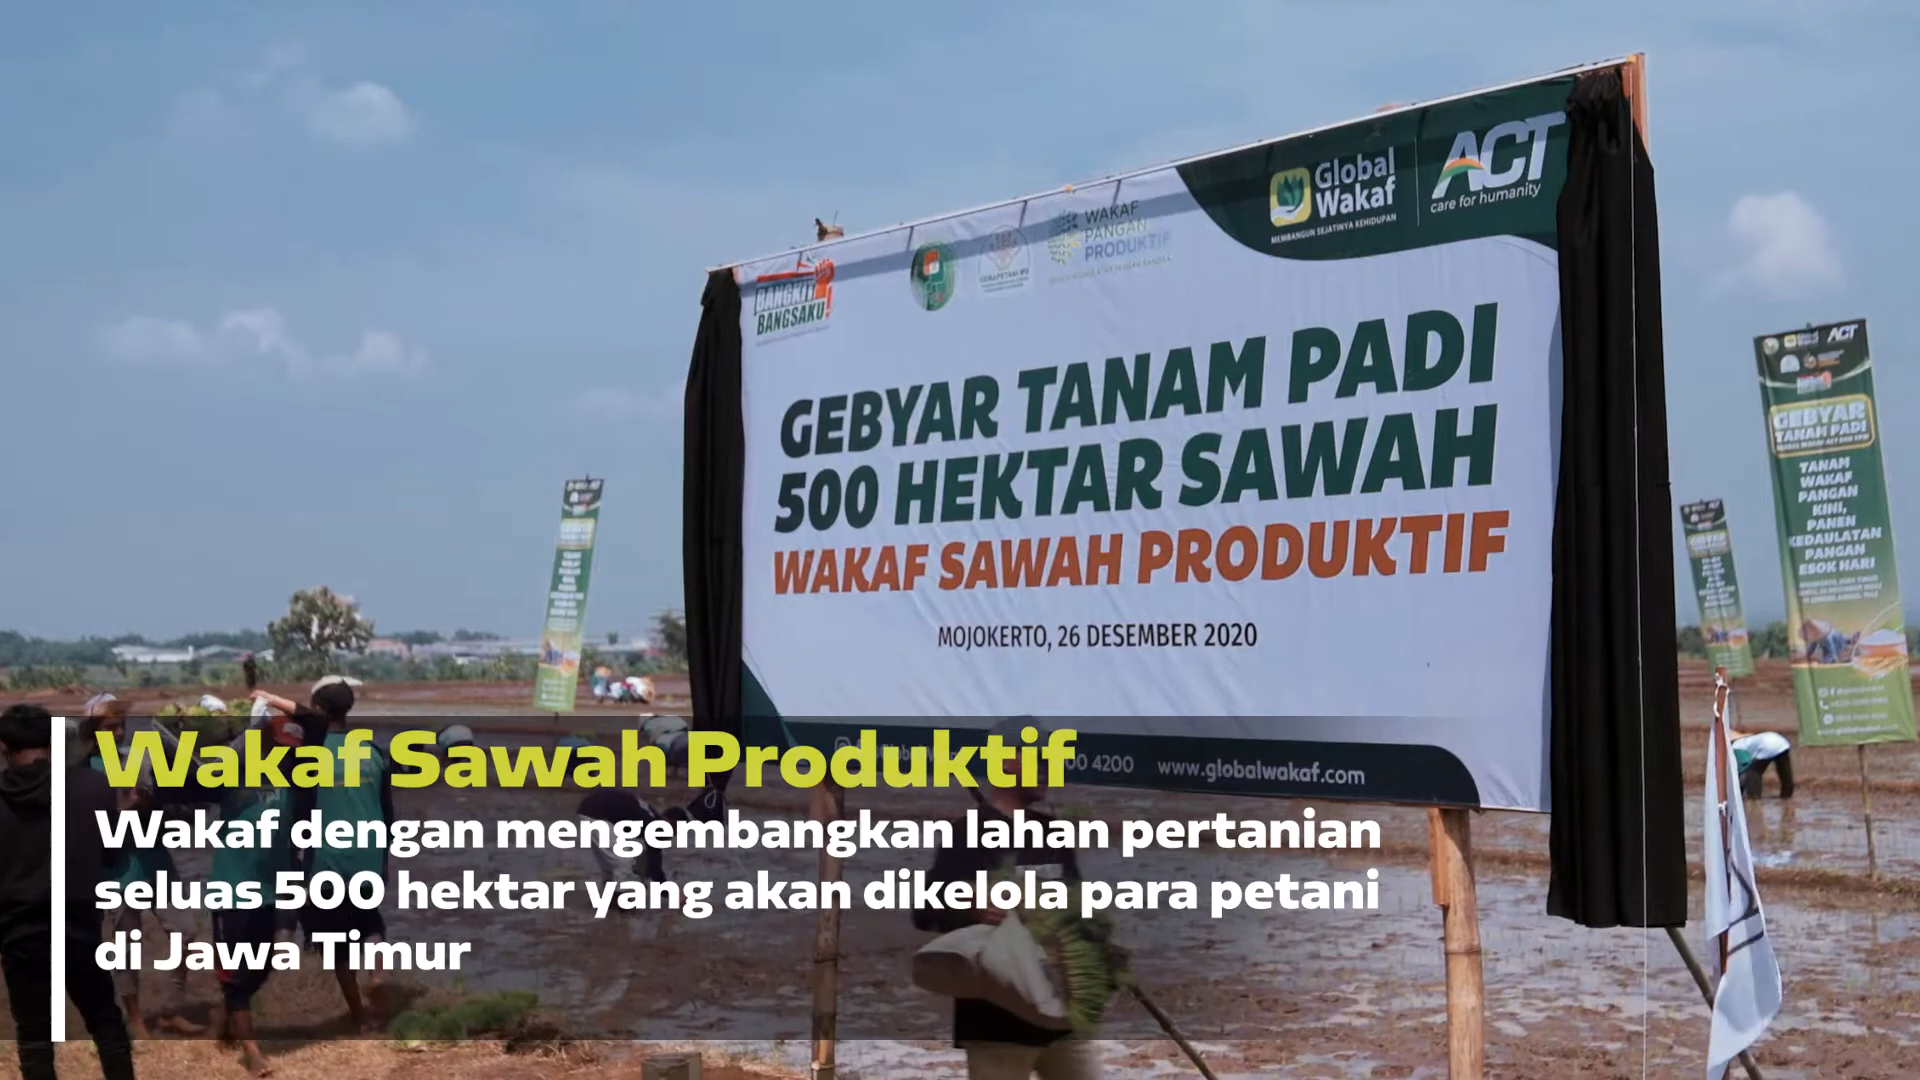 Global
Wakaf
MEMBANGUN SEJATINYA KEHIDUPAN
ACT
care for humanity
BANGKIT
BANGSAKU!
WAKAF
PANGAN
PRODUKTIF
GEBYAR TANAM PADI
500 HEKTAR SAWAH
WAKAF SAWAH PRODUKTIF
MOJOKERTO, 26 DESEMBER 2020
4200 www.globalwakaf.com
ACT
GEBYAR
TANAM PADI
TANAM
WAKAF
PANGAN
KINI,
PANEN
KEDAULATAN
PANGAN
ESOK HARI
Wakaf Sawah Produktif
Wakaf dengan mengembangkan lahan pertanian
seluas 500 hektar yang akan dikelola para petani
di Jawa Timur